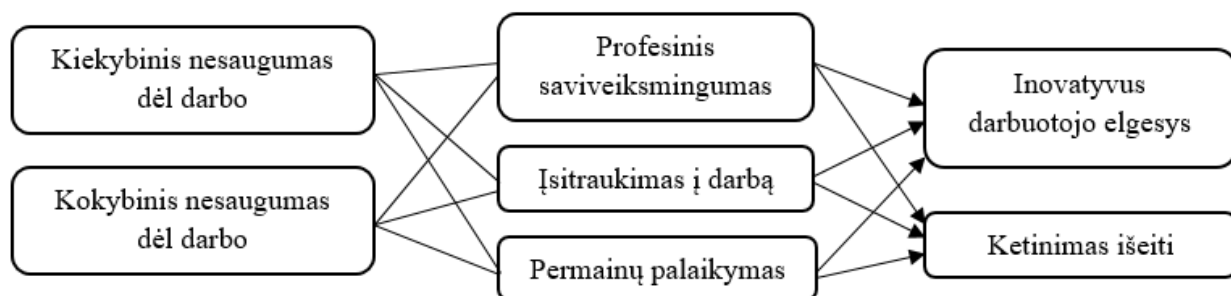 Kiekybinis nesaugumas
dėl darbo
Kokybinis nesaugumas
dėl darbo
Profesinis
saviveiksmingumas
Įsitraukimas į darbą
Permainų palaikymas
Inovatyvus
darbuotojo elgesys
Ketinimas išeiti